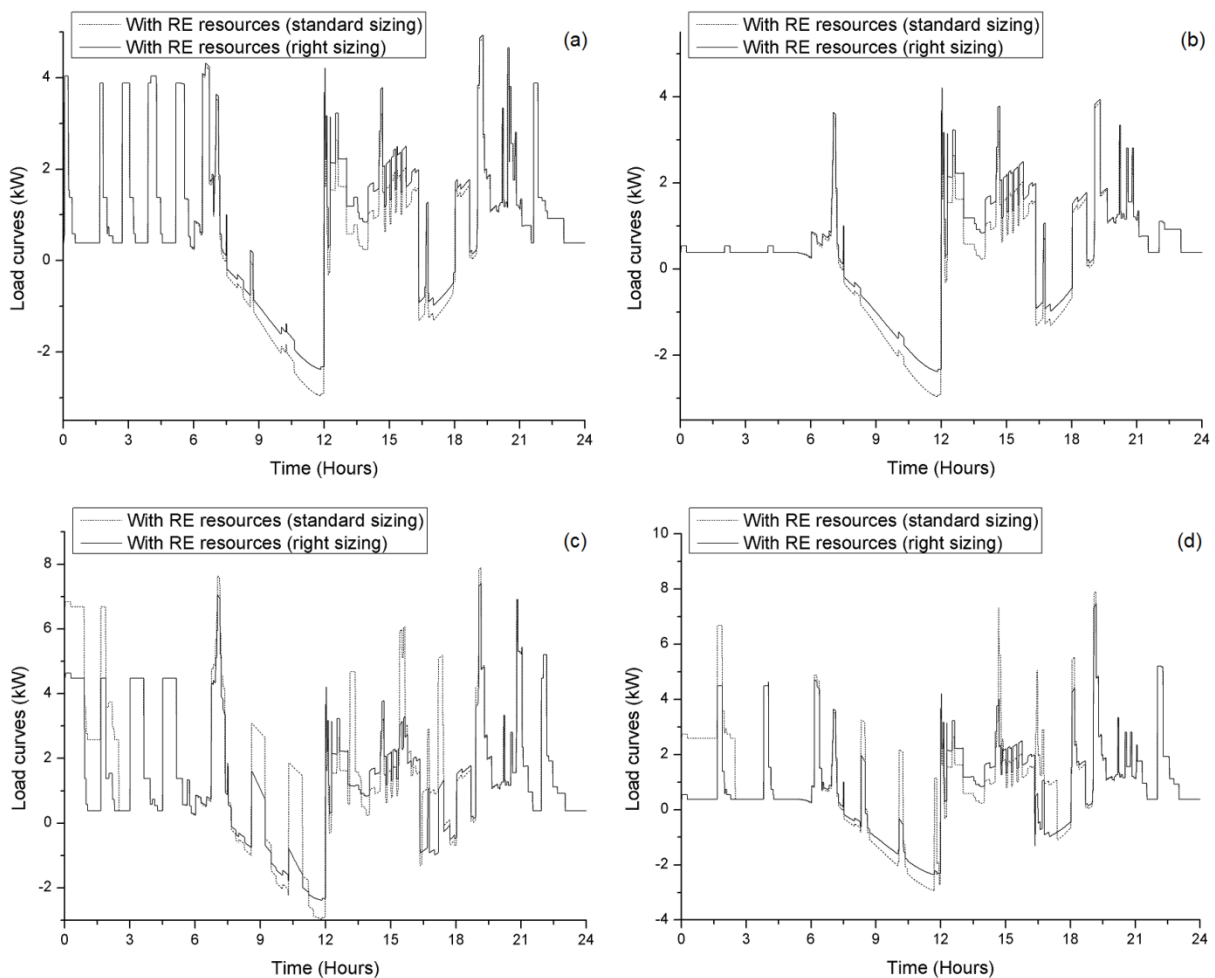 With RE resources (standard sizing)
With RE resources (right sizing)
(a)
Load curves (kW)
4
2
0
-2
0 3 6 9 12 15 18 21 24
Time (Hours)
With RE resources (standard sizing)
With RE resources (right sizing)
(b)
Load curves (kW)
4
2
0
-2
0 3 6 9 12 15 18 21 24
Time (Hours)
With RE resources (standard sizing)
With RE resources (right sizing)
(c)
Load curves (kW)
8
6
4
2
0
-2
0 3 6 9 12 15 18 21 24
Time (Hours)
With RE resources (standard sizing)
With RE resources (right sizing)
(d)
Load curves (kW)
10
8
6
4
2
0
-2
-4
0 3 6 9 12 15 18 21 24
Time (Hours)